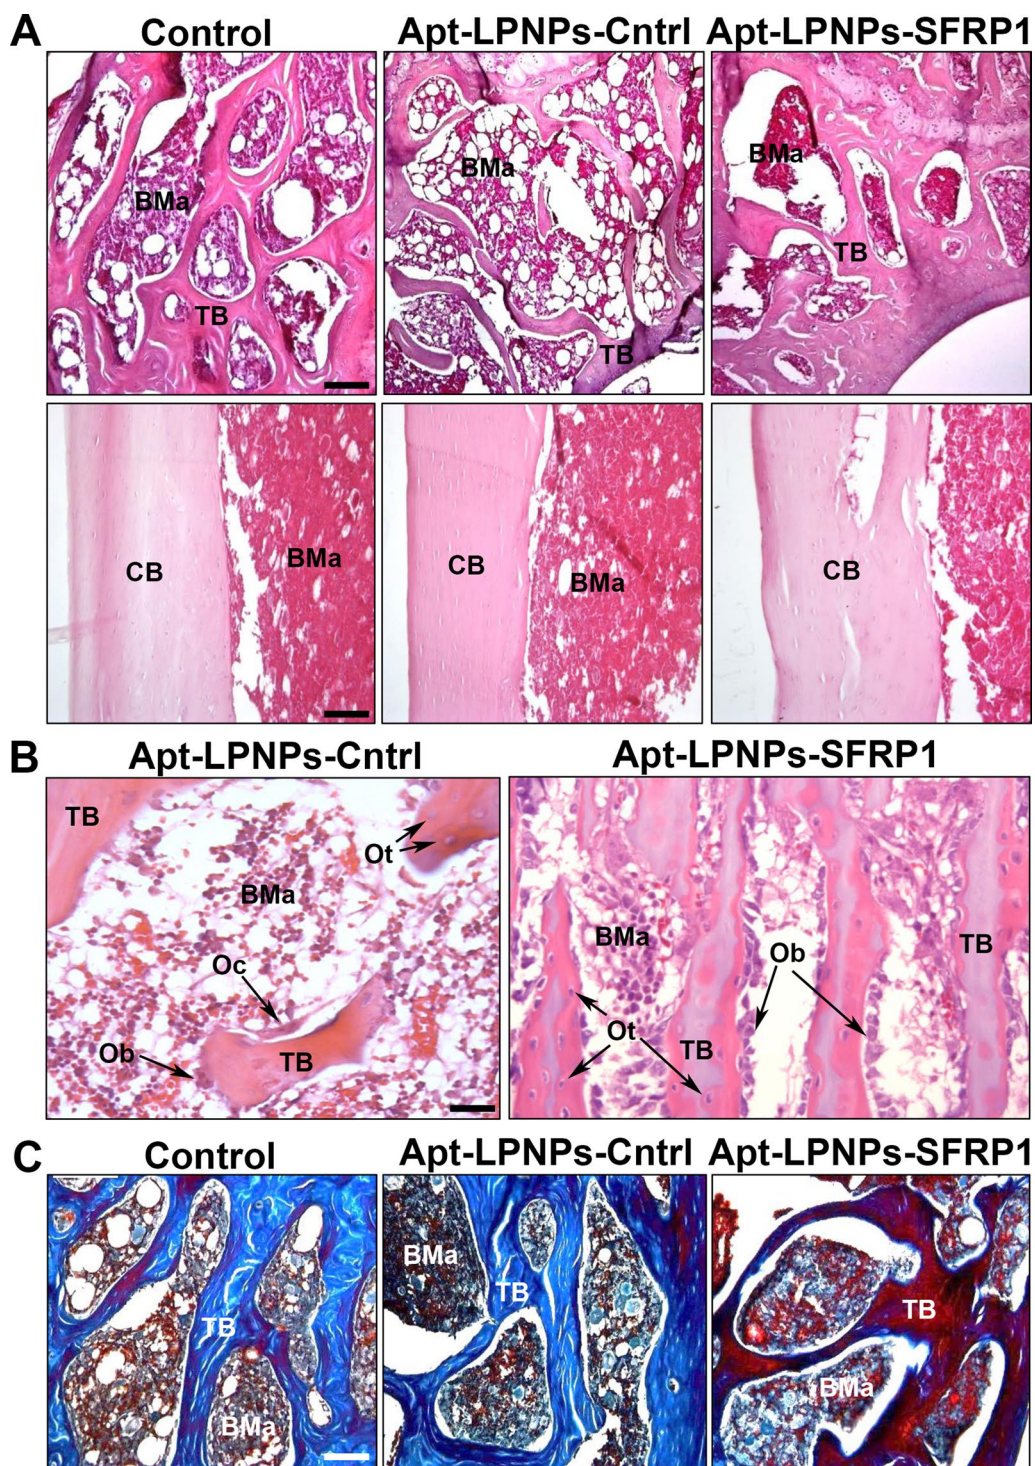 A
Control Apt-LPNPs-Cntrl Apt-LPNPs-SFRP1
BMa BMa BMa
TB TB TB
CB BMa CB BMa CB
B
Apt-LPNPs-Cntrl Apt-LPNPs-SFRP1
TB Ot
BMa BMa Ob TB
Oc
Ob TB Ot TB
C
Control Apt-LPNPs-Cntrl Apt-LPNPs-SFRP1
BMa
TB TB TB
BMa BMa